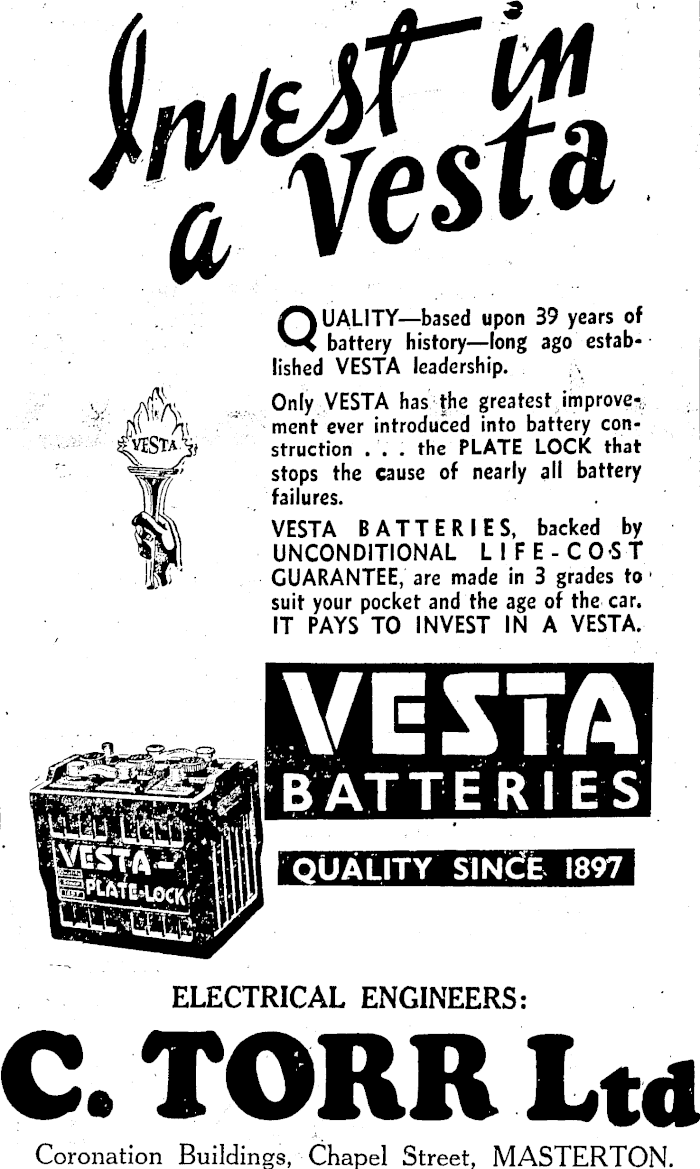 Invest in
a Vesta
QUALITY—based upon 39 years of
battery history—long ago estab-
lished VESTA leadership.
Only VESTA has the greatest improve-
ment ever introduced into battery con-
struction . . . the PLATE LOCK that
stops the cause of nearly all battery
failures.
VESTA BATTERIES, backed by
UNCONDITIONAL LIFE-COST
GUARANTEE, are made in 3 grades to
suit your pocket and the age of the car.
IT PAYS TO INVEST IN A VESTA.
VESTA
VESTA
BATTERIES
VESTA—
PLATE-LOCK
QUALITY SINCE 1897
ELECTRICAL ENGINEERS:
C. TORR Ltd
Coronation Buildings, Chapel Street, MASTERTON.